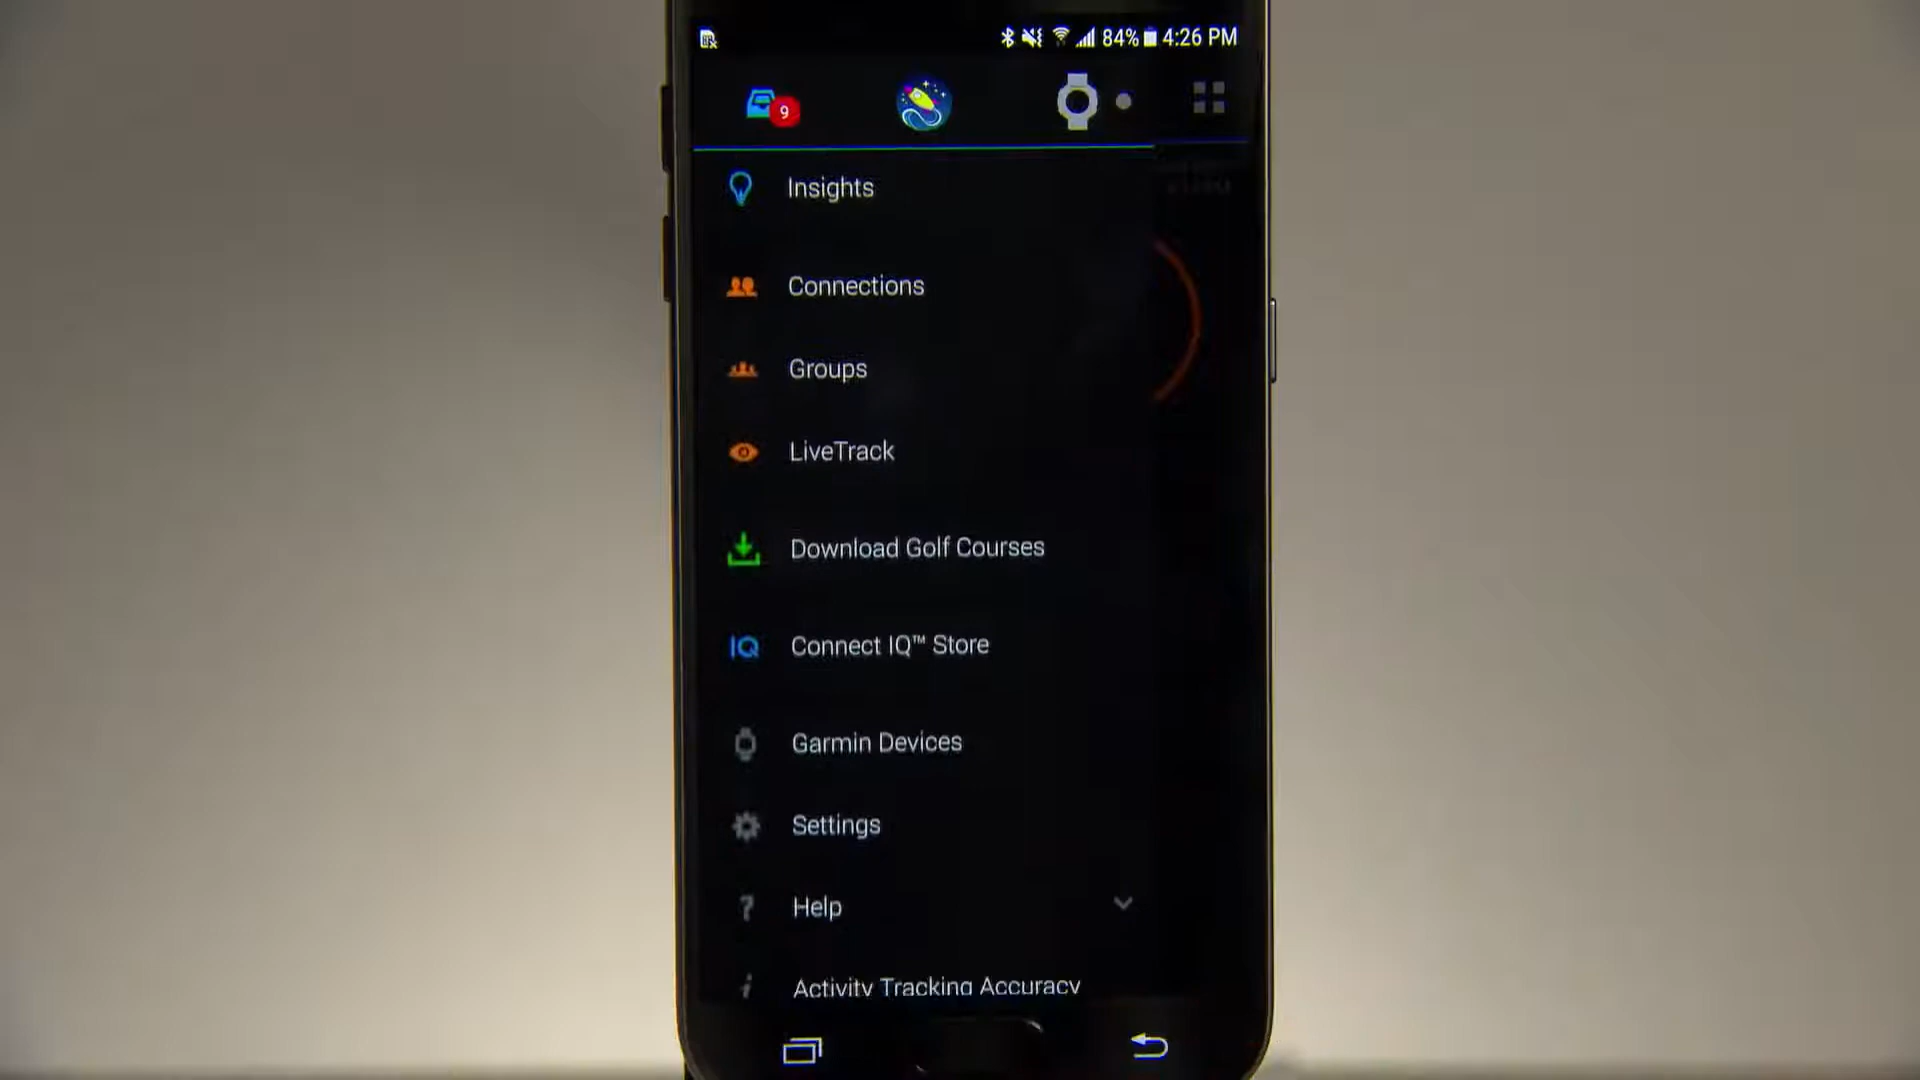 84% 4:26 PM
9
Insights
Connections
Groups
LiveTrack
Download Golf Courses
IQ Connect IQ™ Store
Garmin Devices
Settings
? Help
i Activity Tracking Accuracy